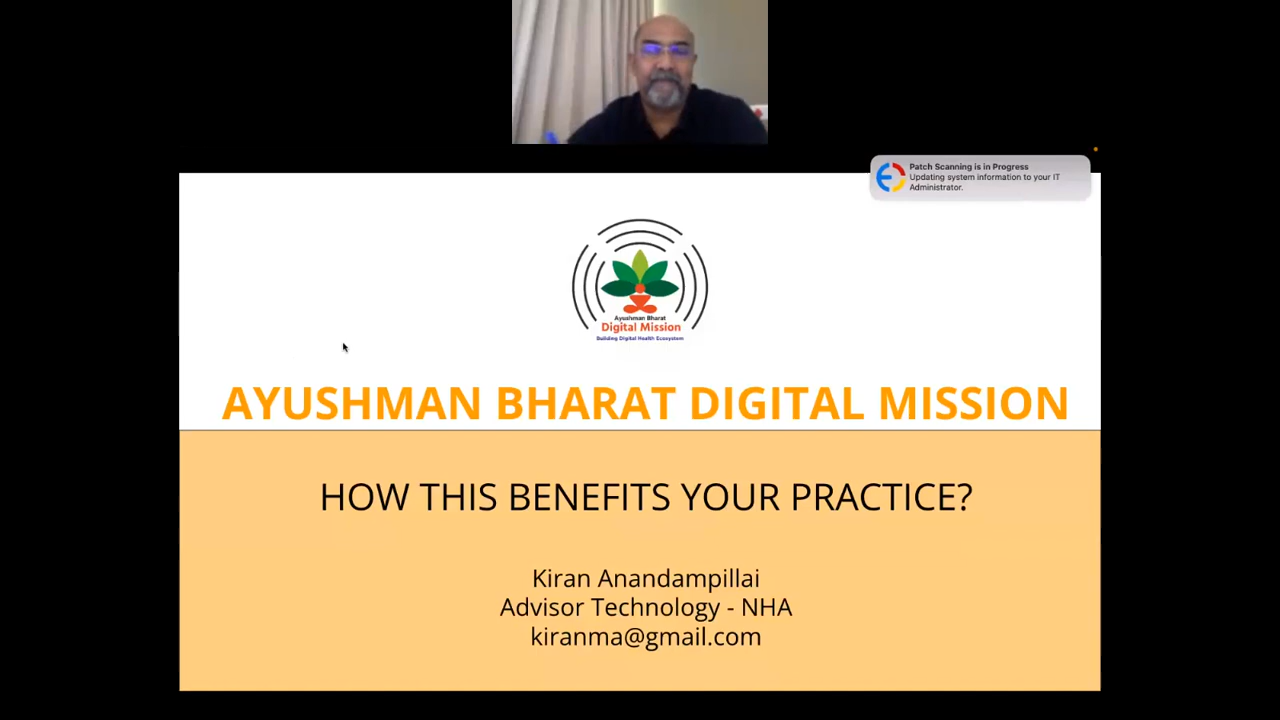 Patch Scanning is in Progress
Updating system information to your IT
Administrator.
Ayushman Bharat
Digital Mission
Building Digital Health Ecosystem
AYUSHMAN BHARAT DIGITAL MISSION
HOW THIS BENEFITS YOUR PRACTICE?
Kiran Anandampillai
Advisor Technology - NHA
kiranma@gmail.com